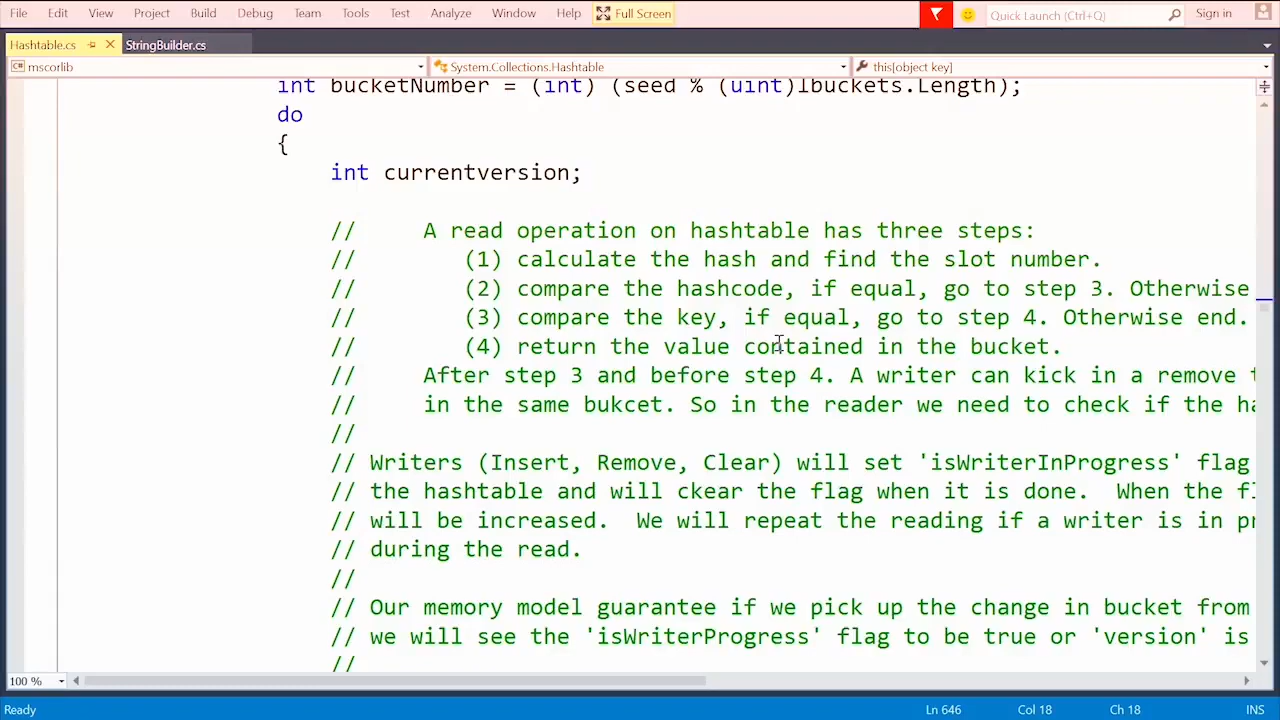 File Edit View Project Build Debug Team Tools Test Analyze Window Help Full Screen Quick Launch (Ctrl+Q) Sign in
Hashtable.cs StringBuilder.cs
C# mscorlib System.Collections.Hashtable this[object key]
int bucketNumber = (int) (seed % (uint)lbuckets.Length);
do
{
int currentversion;
// A read operation on hashtable has three steps:
// (1) calculate the hash and find the slot number.
// (2) compare the hashcode, if equal, go to step 3. Otherwise
// (3) compare the key, if equal, go to step 4. Otherwise end.
// (4) return the value contained in the bucket.
// After step 3 and before step 4. A writer can kick in a remove
// in the same bukcet. So in the reader we need to check if the
//
// Writers (Insert, Remove, Clear) will set 'isWriterInProgress' flag
// the hashtable and will ckear the flag when it is done. When the
// will be increased. We will repeat the reading if a writer is in
// during the read.
//
// Our memory model guarantee if we pick up the change in bucket from
// we will see the 'isWriterProgress' flag to be true or 'version' is
//
100 %
Ready Ln 646 Col 18 Ch 18 INS